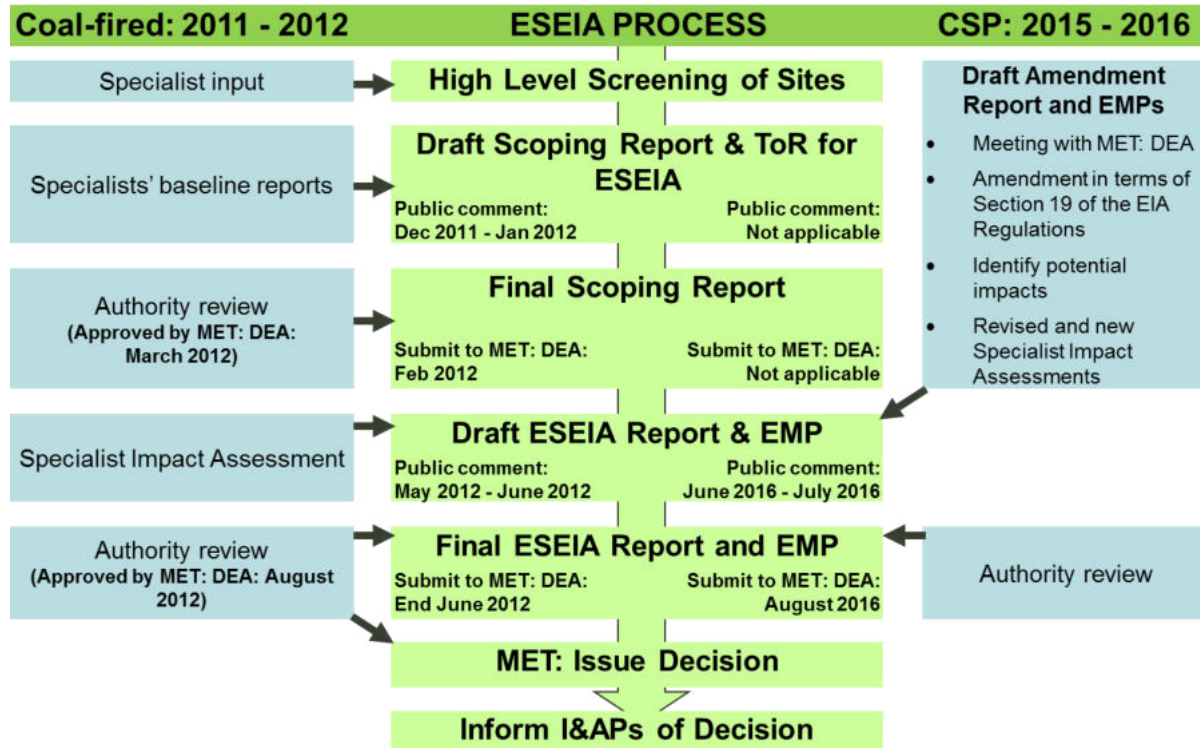 Coal-fired: 2011 - 2012
ESEIA PROCESS
CSP: 2015 - 2016
Specialist input
High Level Screening of Sites
Draft Amendment
Report and EMPs
• Meeting with MET: DEA
• Amendment in terms of
Section 19 of the EIA
Regulations
• Identify potential
impacts
• Revised and new
Specialist Impact
Assessments
Specialists' baseline reports
Draft Scoping Report & ToR for
ESEIA
Public comment:
Dec 2011 - Jan 2012
Public comment:
Not applicable
Authority review
(Approved by MET: DEA:
March 2012)
Final Scoping Report
Submit to MET: DEA:
Feb 2012
Submit to MET: DEA:
Not applicable
Specialist Impact Assessment
Draft ESEIA Report & EMP
Public comment:
May 2012 - June 2012
Public comment:
June 2016 - July 2016
Authority review
(Approved by MET: DEA: August
2012)
Final ESEIA Report and EMP
Submit to MET: DEA:
End June 2012
Submit to MET: DEA:
August 2016
Authority review
MET: Issue Decision
Inform I&APs of Decision